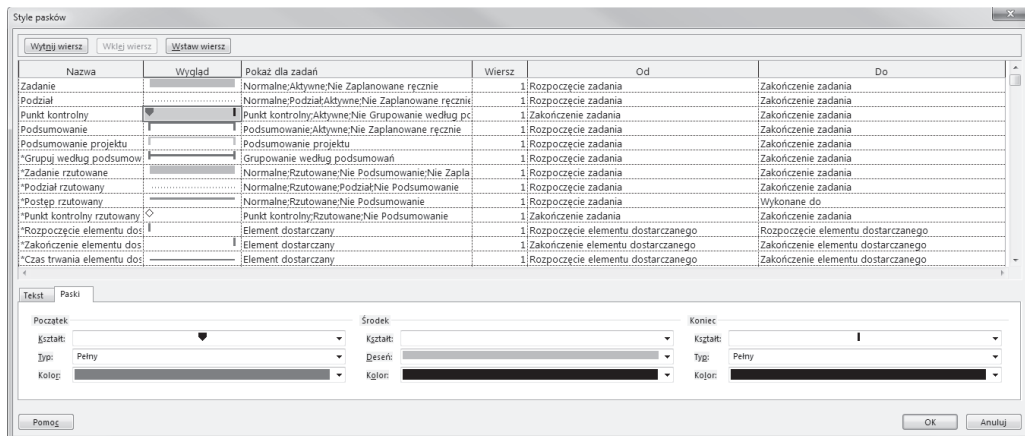 Style pasków
Wytnij wiersz Wklej wiersz Wstaw wiersz
Nazwa Wygląd Pokaż dla zadań Wiersz Od Do
Zadanie Normalne;Aktywne;Nie Zaplanowane ręcznie 1 Rozpoczęcie zadania Zakończenie zadania
Podział Normalne;Podział;Aktywne;Nie Zaplanowane ręcznie 1 Rozpoczęcie zadania Zakończenie zadania
Punkt kontrolny Punkt kontrolny;Aktywne;Nie Grupowanie według po 1 Zakończenie zadania Zakończenie zadania
Podsumowanie Podsumowanie;Aktywne;Nie Zaplanowane ręcznie 1 Rozpoczęcie zadania Zakończenie zadania
Podsumowanie projektu Podsumowanie projektu 1 Rozpoczęcie zadania Zakończenie zadania
*Grupuj według podsumow Grupowanie według podsumowań 1 Rozpoczęcie zadania Zakończenie zadania
*Zadanie rzutowane Normalne;Rzutowane;Nie Podsumowanie;Nie Zapla 1 Rozpoczęcie zadania Zakończenie zadania
*Podział rzutowany Normalne;Rzutowane;Podział;Nie Podsumowanie 1 Rozpoczęcie zadania Zakończenie zadania
*Postęp rzutowany Normalne;Rzutowane;Nie Podsumowanie 1 Rozpoczęcie zadania Wykonane do
*Punkt kontrolny rzutowany Punkt kontrolny;Rzutowane;Nie Podsumowanie 1 Zakończenie zadania Zakończenie zadania
*Rozpoczęcie elementu dos Element dostarczany 1 Rozpoczęcie elementu dostarczanego Rozpoczęcie elementu dostarczanego
*Zakończenie elementu dos Element dostarczany 1 Zakończenie elementu dostarczanego Zakończenie elementu dostarczanego
*Czas trwania elementu dos Element dostarczany 1 Rozpoczęcie elementu dostarczanego Zakończenie elementu dostarczanego
Tekst Paski
Początek Środek Koniec
Kształt: Kształt: Kształt:
Typ: Pełny Deseń: Typ: Pełny
Kolor: Kolor: Kolor:
Pomoc OK Anuluj